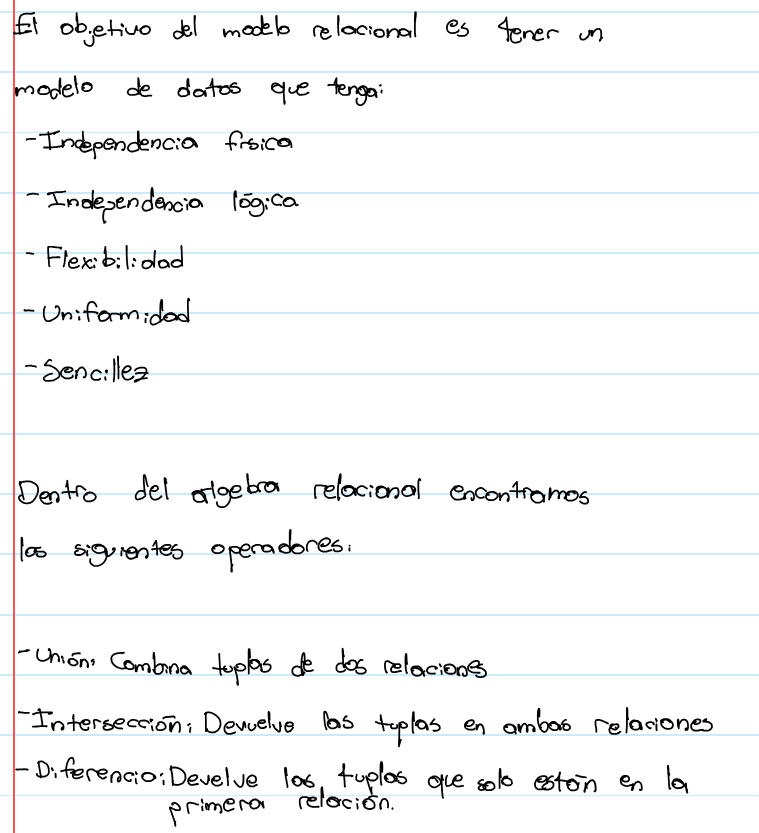 El objetivo del modelo relacional es tener un
modelo de datos que tenga:
- Independencia física
- Independencia lógica
- Flexibilidad
- Uniformidad
- Sencillez
Dentro del algebra relacional encontramos
los siguientes operadores:
- Unión: Combina tuplas de dos relaciones
- Intersección: Devuelve las tuplas en ambas relaciones
- Diferencia: Develve las tuplas que solo están en la
primera relación.